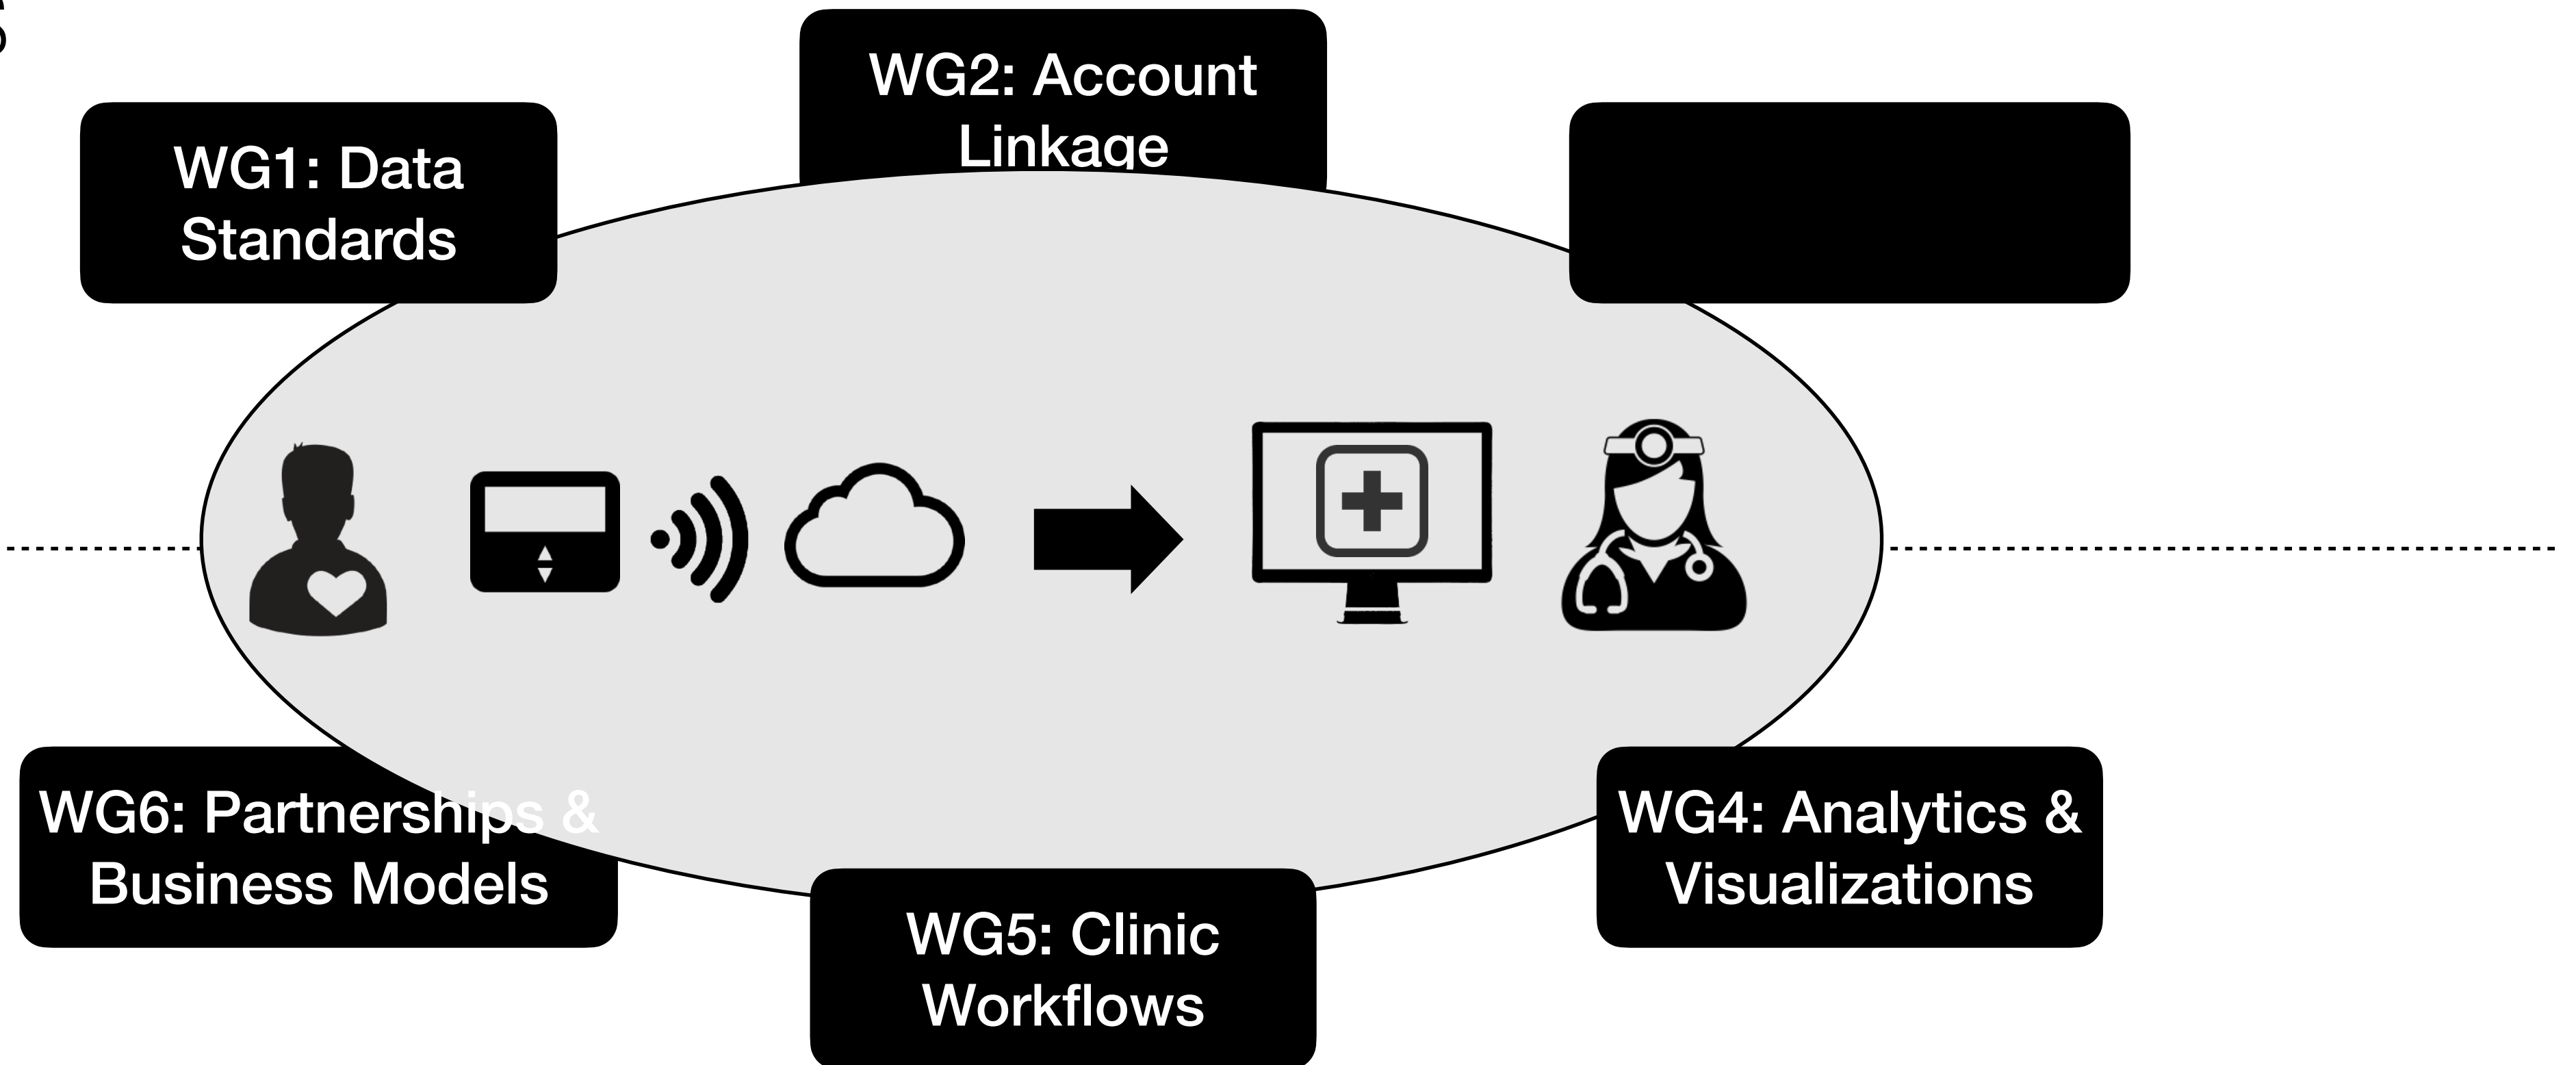 WG2: Account
Linkage
WG1: Data
Standards
WG6: Partnerships &
Business Models
WG4: Analytics &
Visualizations
WG5: Clinic
Workflows